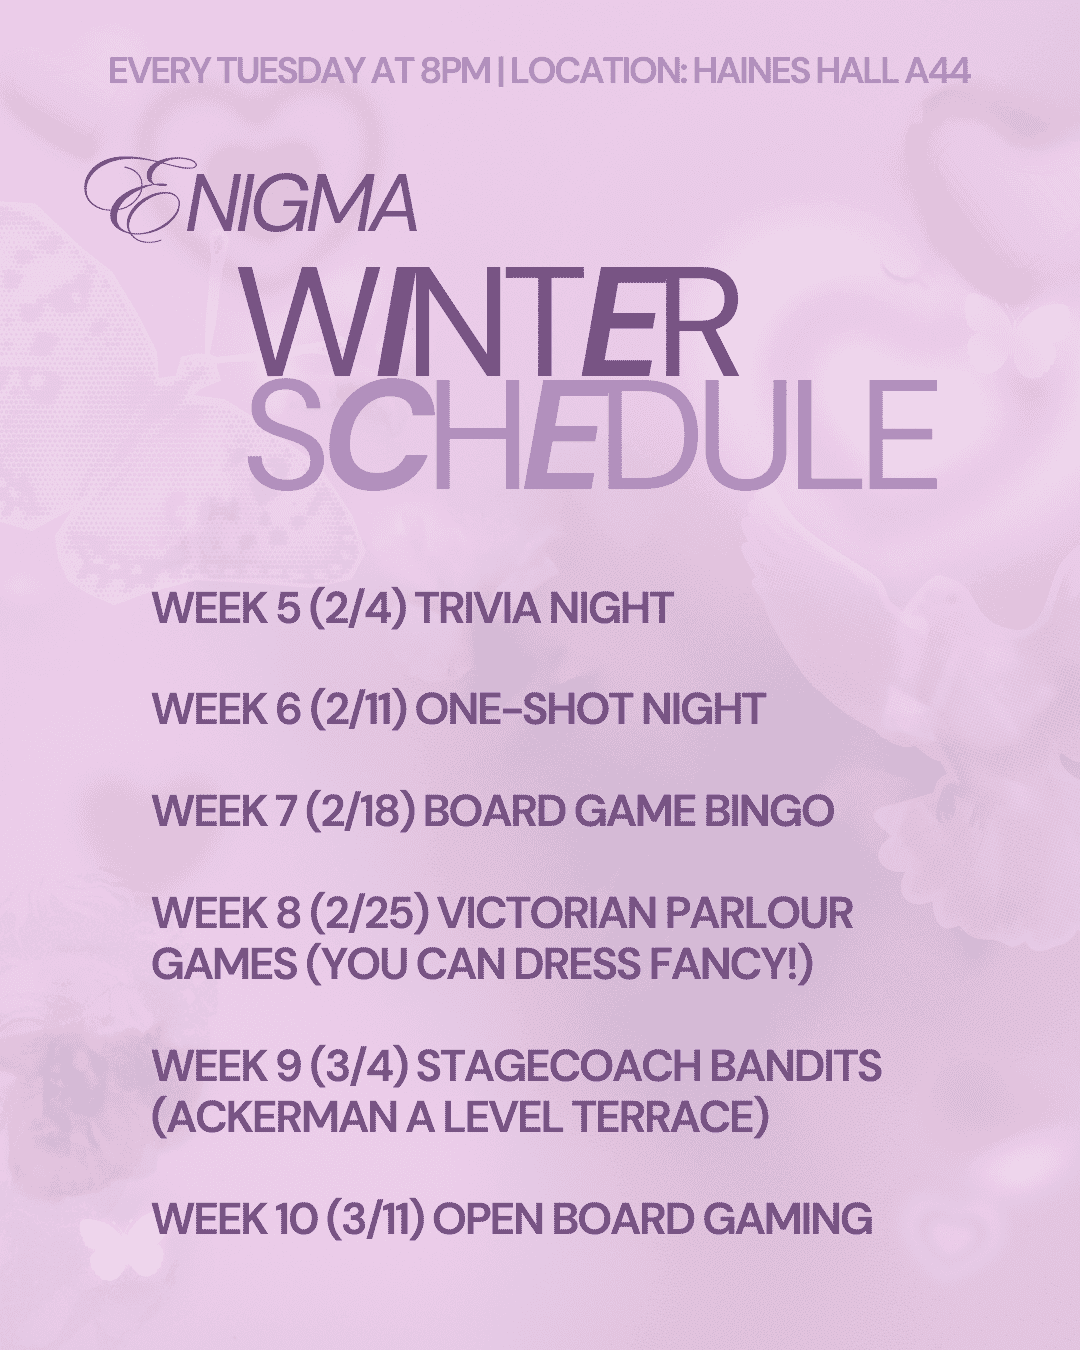 EVERY TUESDAY AT 8PM | LOCATION: HAINES HALL A44
ENIGMA
WINTER
SCHEDULE
WEEK 5 (2/4) TRIVIA NIGHT
WEEK 6 (2/11) ONE-SHOT NIGHT
WEEK 7 (2/18) BOARD GAME BINGO
WEEK 8 (2/25) VICTORIAN PARLOUR
GAMES (YOU CAN DRESS FANCY!)
WEEK 9 (3/4) STAGECOACH BANDITS
(ACKERMAN A LEVEL TERRACE)
WEEK 10 (3/11) OPEN BOARD GAMING